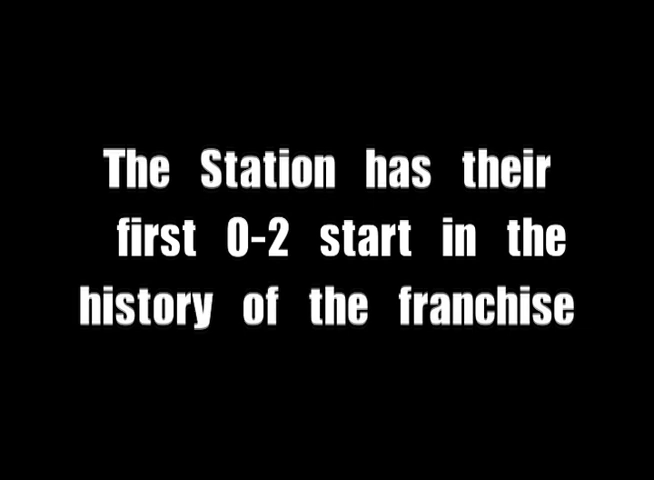 The Station has their
first 0-2 start in the
history of the franchise